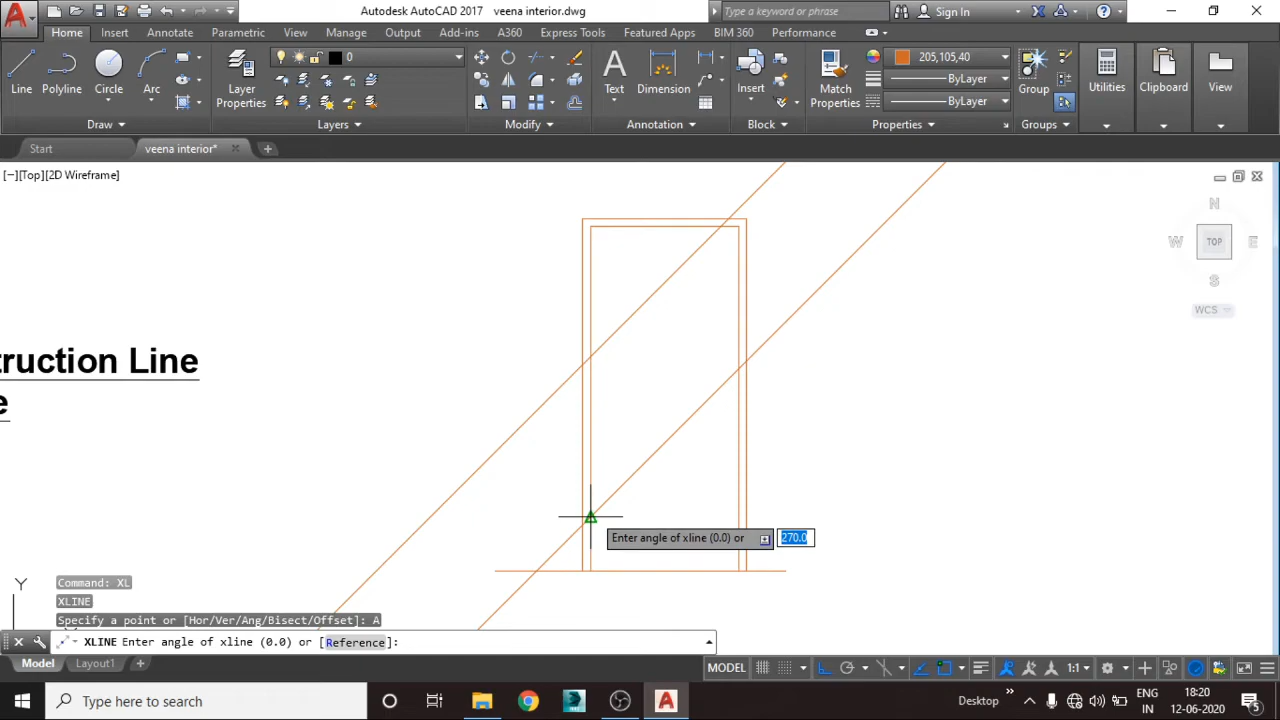 Autodesk AutoCAD 2017 veena interior.dwg
Type a keyword or phrase
Sign In
Home Insert Annotate Parametric View Manage Output Add-ins A360 Express Tools Featured Apps BIM 360 Performance
Line Polyline Circle Arc
Layer Properties
0
Text Dimension
Insert
Match Properties
205,105,40
ByLayer
ByLayer
Group
Utilities
Clipboard
View
Draw Layers Modify Annotation Block Properties Groups
Start veena interior*
[−][Top][2D Wireframe]
N
W TOP E
S
WCS
truction Line
e
Enter angle of xline (0.0) or 270.0
Y
Command: XL
XLINE
Specify a point or [Hor/Ver/Ang/Bisect/Offset]: A
XLINE Enter angle of xline (0.0) or [Reference]:
Model Layout1
MODEL 1:1
Type here to search
Desktop
ENG
IN
18:20
12-06-2020
5